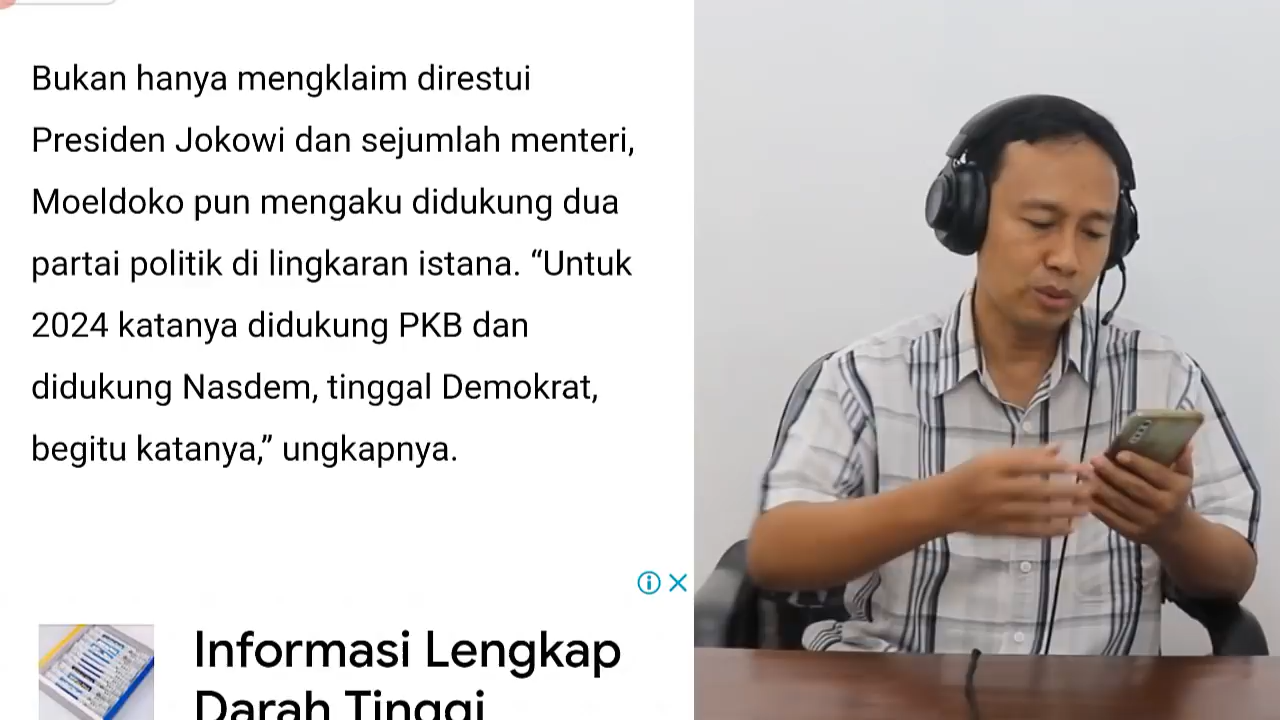 Bukan hanya mengklaim direstui
Presiden Jokowi dan sejumlah menteri,
Moeldoko pun mengaku didukung dua
partai politik di lingkaran istana. “Untuk
2024 katanya didukung PKB dan
didukung Nasdem, tinggal Demokrat,
begitu katanya,” ungkapnya.
Informasi Lengkap
Darah Tinggi